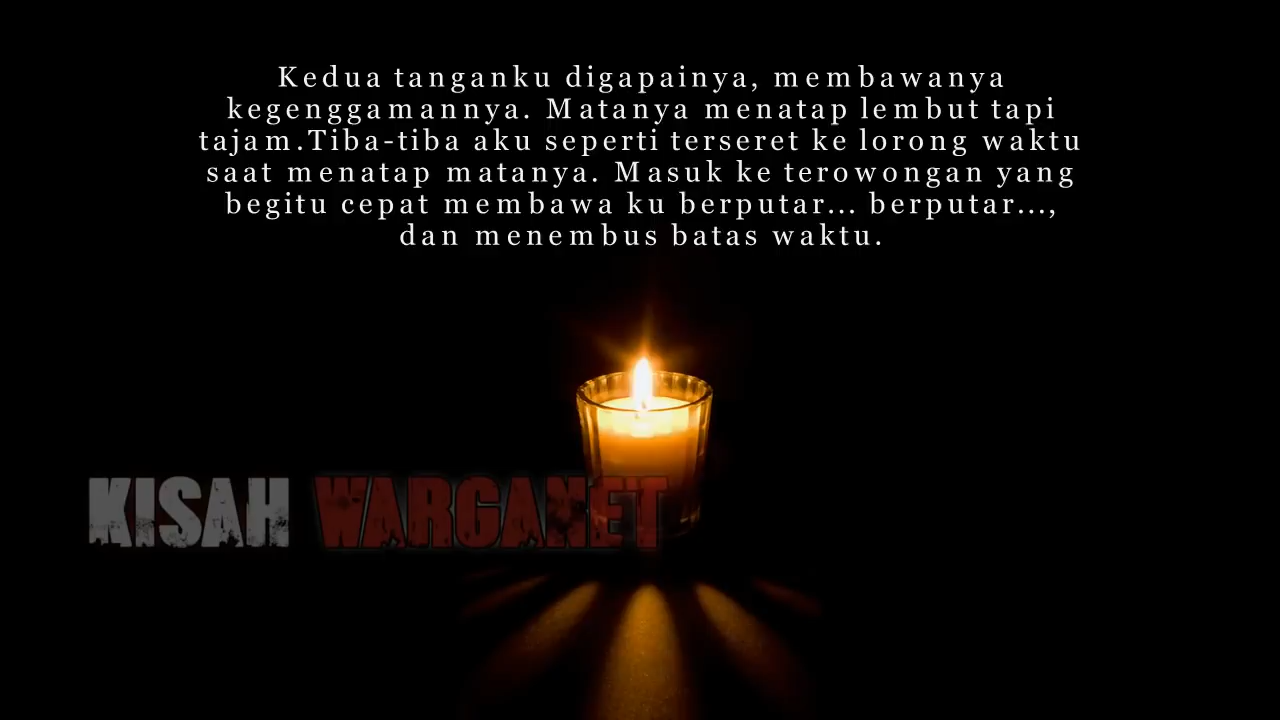 Kedua tanganku digapainya, membawanya
kegenggamannya. Matanya menatap lembut tapi
tajam.Tiba-tiba aku seperti terseret ke lorong waktu
saat menatap matanya. Masuk ke terowongan yang
begitu cepat membawa ku berputar... berputar...,
dan menembus batas waktu.
KISAH WARGANET